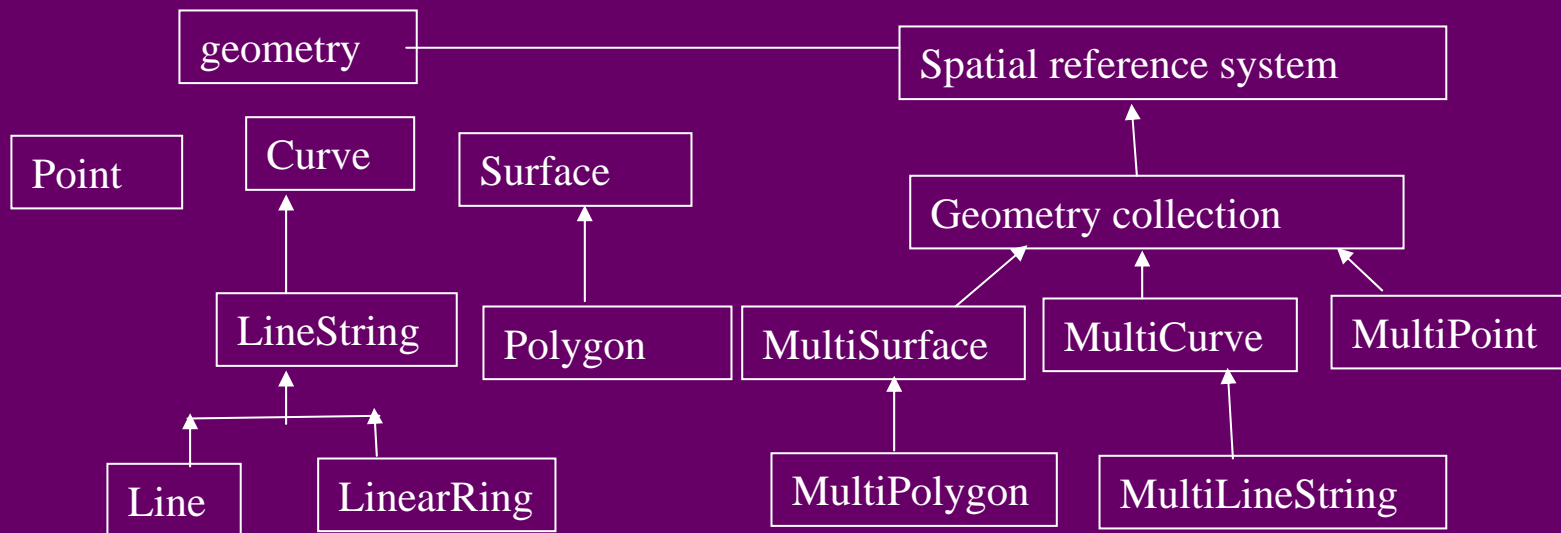 geometry
Spatial reference system
Point
Curve
Surface
Geometry collection
LineString
Polygon
MultiSurface
MultiCurve
MultiPoint
Line
LinearRing
MultiPolygon
MultiLineString